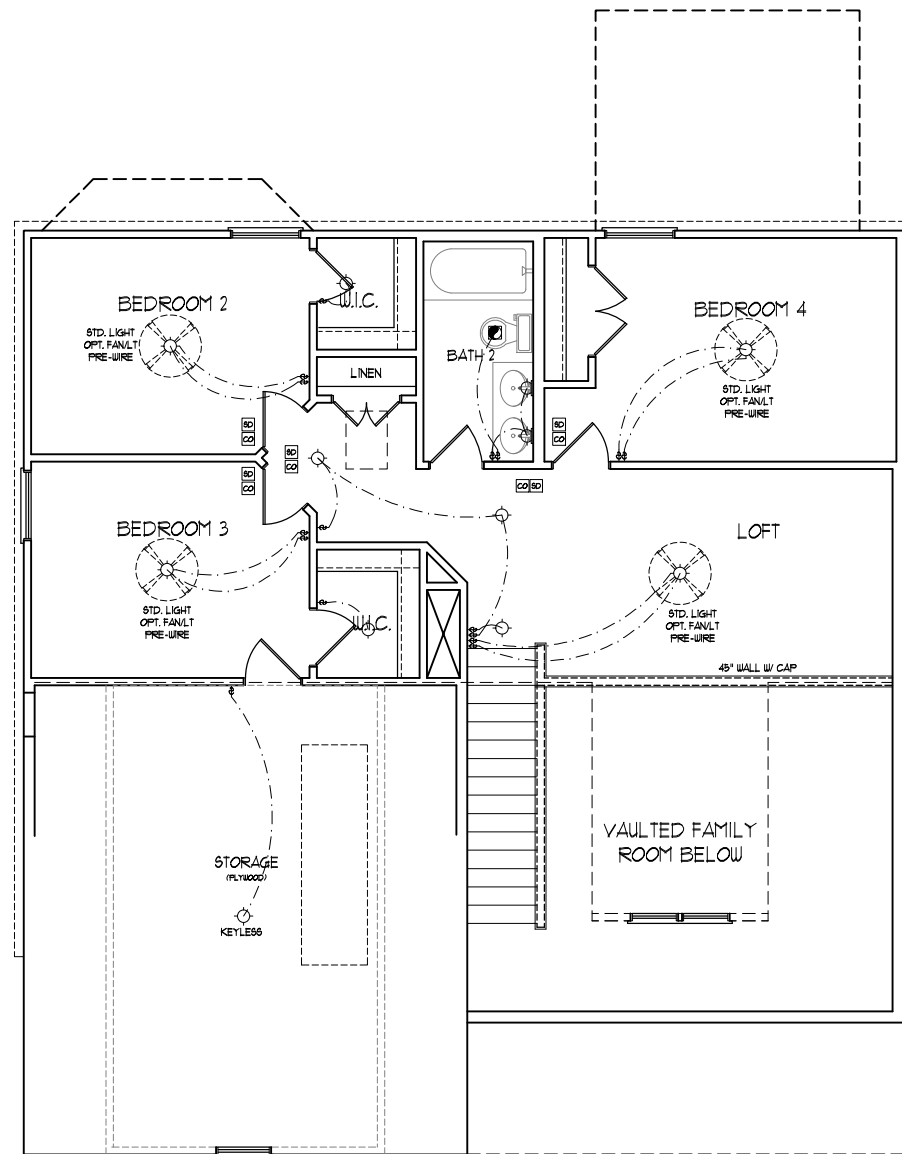 BEDROOM 2
STD. LIGHT
OPT. FAN/LT
PRE-WIRE
W.I.C.
LINEN
BATH 2
BEDROOM 4
STD. LIGHT
OPT. FAN/LT
PRE-WIRE
SD
CO
SD
CO
SD
CO
SD
CO
CO SD
BEDROOM 3
STD. LIGHT
OPT. FAN/LT
PRE-WIRE
W.I.C.
LOFT
STD. LIGHT
OPT. FAN/LT
PRE-WIRE
45" WALL W/ CAP
STORAGE
(PLYWOOD)
KEYLESS
VAULTED FAMILY
ROOM BELOW